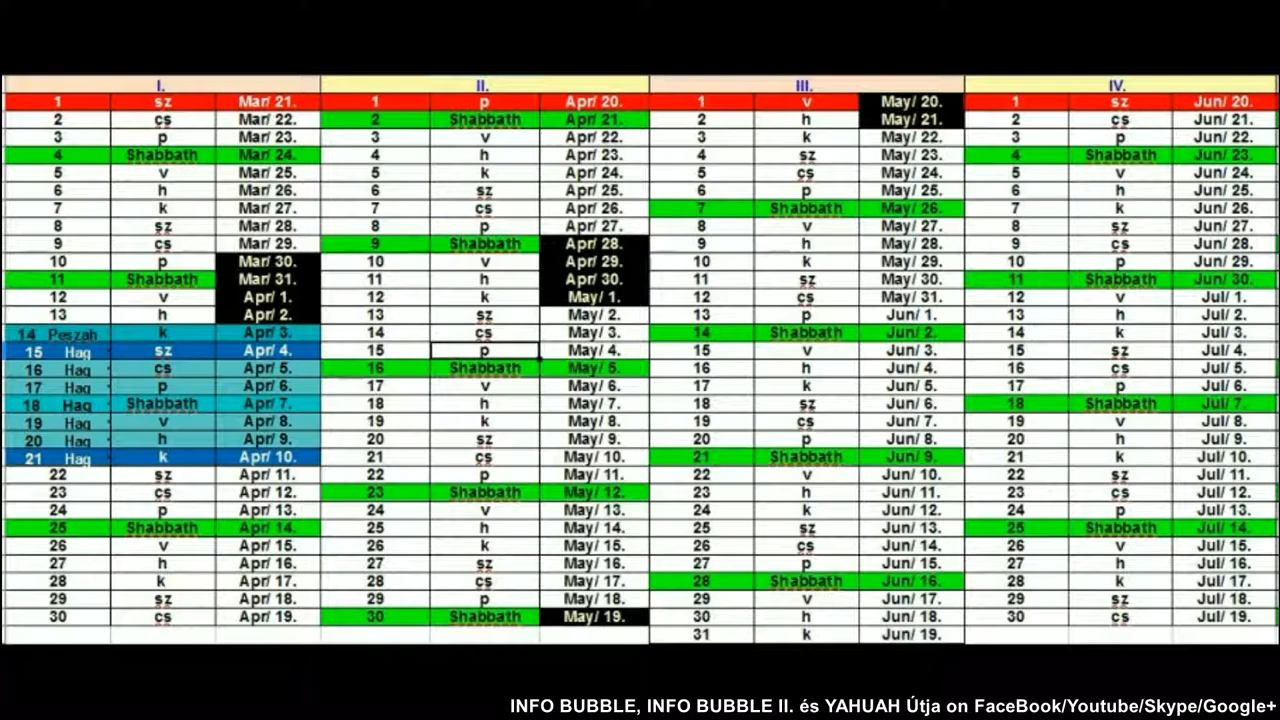 I. II. III. IV.
1 sz Mar/ 21. 1 p Apr/ 20. 1 v May/ 20. 1 sz Jun/ 20.
2 cs Mar/ 22. 2 Shabbath Apr/ 21. 2 h May/ 21. 2 cs Jun/ 21.
3 p Mar/ 23. 3 v Apr/ 22. 3 k May/ 22. 3 p Jun/ 22.
4 Shabbath Mar/ 24. 4 h Apr/ 23. 4 sz May/ 23. 4 Shabbath Jun/ 23.
5 v Mar/ 25. 5 k Apr/ 24. 5 cs May/ 24. 5 v Jun/ 24.
6 h Mar/ 26. 6 sz Apr/ 25. 6 p May/ 25. 6 h Jun/ 25.
7 k Mar/ 27. 7 cs Apr/ 26. 7 Shabbath May/ 26. 7 k Jun/ 26.
8 sz Mar/ 28. 8 p Apr/ 27. 8 v May/ 27. 8 sz Jun/ 27.
9 cs Mar/ 29. 9 Shabbath Apr/ 28. 9 h May/ 28. 9 cs Jun/ 28.
10 p Mar/ 30. 10 v Apr/ 29. 10 k May/ 29. 10 p Jun/ 29.
11 Shabbath Mar/ 31. 11 h Apr/ 30. 11 sz May/ 30. 11 Shabbath Jun/ 30.
12 v Apr/ 1. 12 k May/ 1. 12 cs May/ 31. 12 v Jul/ 1.
13 h Apr/ 2. 13 sz May/ 2. 13 p Jun/ 1. 13 h Jul/ 2.
14 Peszah k Apr/ 3. 14 cs May/ 3. 14 Shabbath Jun/ 2. 14 k Jul/ 3.
15 Hag sz Apr/ 4. 15 p May/ 4. 15 v Jun/ 3. 15 sz Jul/ 4.
16 Hag cs Apr/ 5. 16 Shabbath May/ 5. 16 h Jun/ 4. 16 cs Jul/ 5.
17 Hag p Apr/ 6. 17 v May/ 6. 17 k Jun/ 5. 17 p Jul/ 6.
18 Hag Shabbath Apr/ 7. 18 h May/ 7. 18 sz Jun/ 6. 18 Shabbath Jul/ 7.
19 Hag v Apr/ 8. 19 k May/ 8. 19 cs Jun/ 7. 19 v Jul/ 8.
20 Hag h Apr/ 9. 20 sz May/ 9. 20 p Jun/ 8. 20 h Jul/ 9.
21 Hag k Apr/ 10. 21 cs May/ 10. 21 Shabbath Jun/ 9. 21 k Jul/ 10.
22 sz Apr/ 11. 22 p May/ 11. 22 v Jun/ 10. 22 sz Jul/ 11.
23 cs Apr/ 12. 23 Shabbath May/ 12. 23 h Jun/ 11. 23 cs Jul/ 12.
24 p Apr/ 13. 24 v May/ 13. 24 k Jun/ 12. 24 p Jul/ 13.
25 Shabbath Apr/ 14. 25 h May/ 14. 25 sz Jun/ 13. 25 Shabbath Jul/ 14.
26 v Apr/ 15. 26 k May/ 15. 26 cs Jun/ 14. 26 v Jul/ 15.
27 h Apr/ 16. 27 sz May/ 16. 27 p Jun/ 15. 27 h Jul/ 16.
28 k Apr/ 17. 28 cs May/ 17. 28 Shabbath Jun/ 16. 28 k Jul/ 17.
29 sz Apr/ 18. 29 p May/ 18. 29 v Jun/ 17. 29 sz Jul/ 18.
30 cs Apr/ 19. 30 Shabbath May/ 19. 30 h Jun/ 18. 30 cs Jul/ 19.
31 k Jun/ 19.
INFO BUBBLE, INFO BUBBLE II. és YAHUAH Útja on FaceBook/Youtube/Skype/Google+